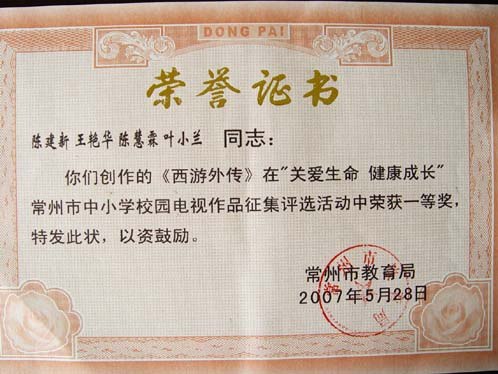 DONG PAI
荣誉证书
陈建新 王艳华 陈慧霖 叶小兰 同志：
你们创作的《西游外传》在"关爱生命 健康成长"
常州市中小学校园电视作品征集评选活动中荣获一等奖，
特发此状，以资鼓励。
常州市教育局
2007年5月28日